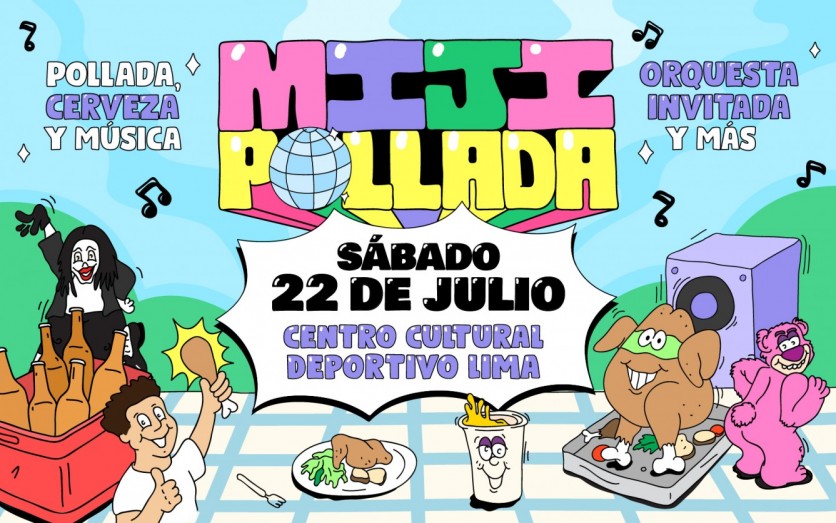 POLLADA,
CERVEZA
Y MÚSICA
MIJI
POLLADA
ORQUESTA
INVITADA
Y MÁS
SÁBADO
22 DE JULIO
CENTRO CULTURAL
DEPORTIVO LIMA